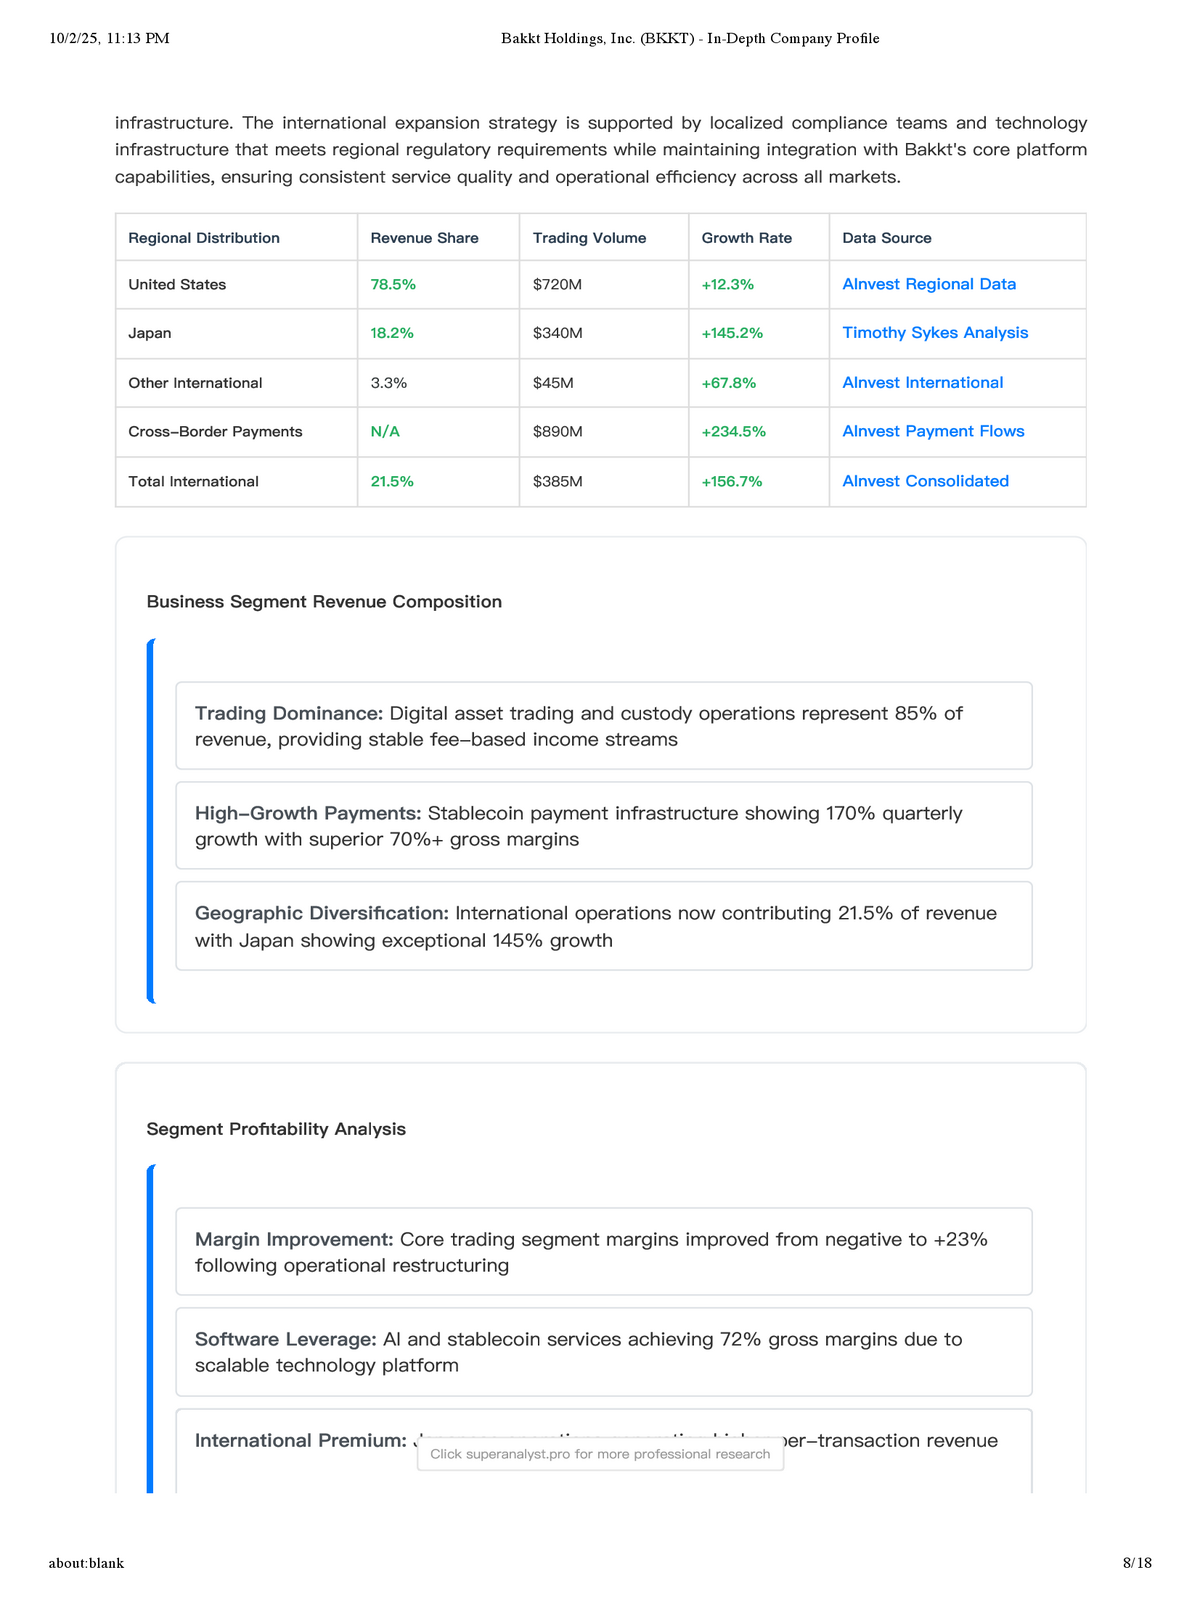 10/2/25, 11:13 PM
Bakkt Holdings, Inc. (BKKT) - In-Depth Company Profile
infrastructure. The international expansion strategy is supported by localized compliance teams and technology
infrastructure that meets regional regulatory requirements while maintaining integration with Bakkt's core platform
capabilities, ensuring consistent service quality and operational efficiency across all markets.
Regional Distribution Revenue Share Trading Volume Growth Rate Data Source
United States 78.5% $720M +12.3% AInvest Regional Data
Japan 18.2% $340M +145.2% Timothy Sykes Analysis
Other International 3.3% $45M +67.8% AInvest International
Cross-Border Payments N/A $890M +234.5% AInvest Payment Flows
Total International 21.5% $385M +156.7% AInvest Consolidated
Business Segment Revenue Composition
Trading Dominance: Digital asset trading and custody operations represent 85% of
revenue, providing stable fee-based income streams
High-Growth Payments: Stablecoin payment infrastructure showing 170% quarterly
growth with superior 70%+ gross margins
Geographic Diversification: International operations now contributing 21.5% of revenue
with Japan showing exceptional 145% growth
Segment Profitability Analysis
Margin Improvement: Core trading segment margins improved from negative to +23%
following operational restructuring
Software Leverage: AI and stablecoin services achieving 72% gross margins due to
scalable technology platform
International Premium: per-transaction revenue
Click superanalyst.pro for more professional research
about:blank
8/18